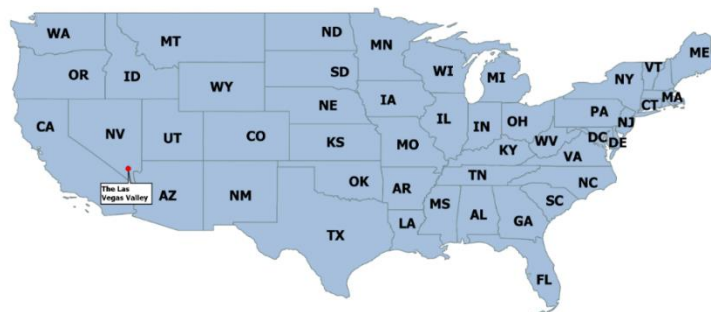 WA
MT
ND
MN
ME
VT
OR
ID
WY
SD
WI
MI
NY
MA
CT
CA
NV
UT
CO
NE
IA
IL
IN
OH
PA
NJ
DC
DE
KS
MO
KY
WV
VA
The Las
Vegas Valley
AZ
NM
OK
AR
TN
NC
SC
TX
LA
MS
AL
GA
FL